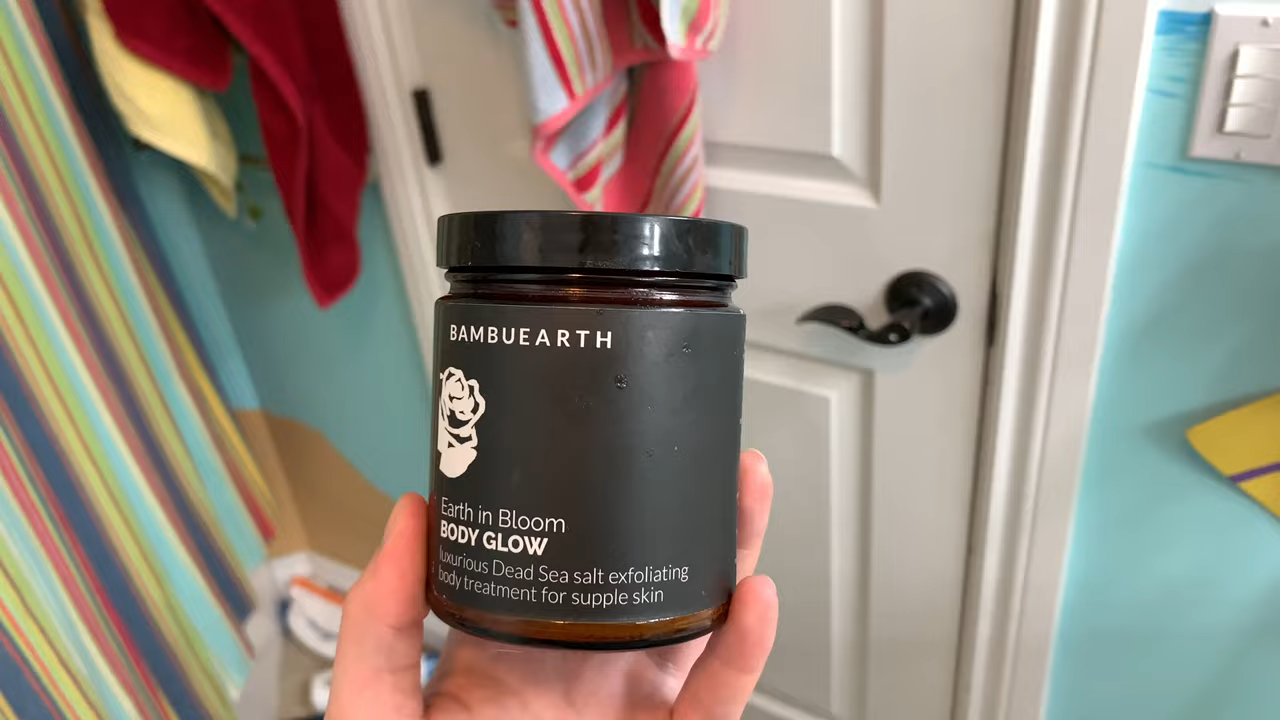 BAMBUEARTH
Earth in Bloom
BODY GLOW
luxurious Dead Sea salt exfoliating
body treatment for supple skin